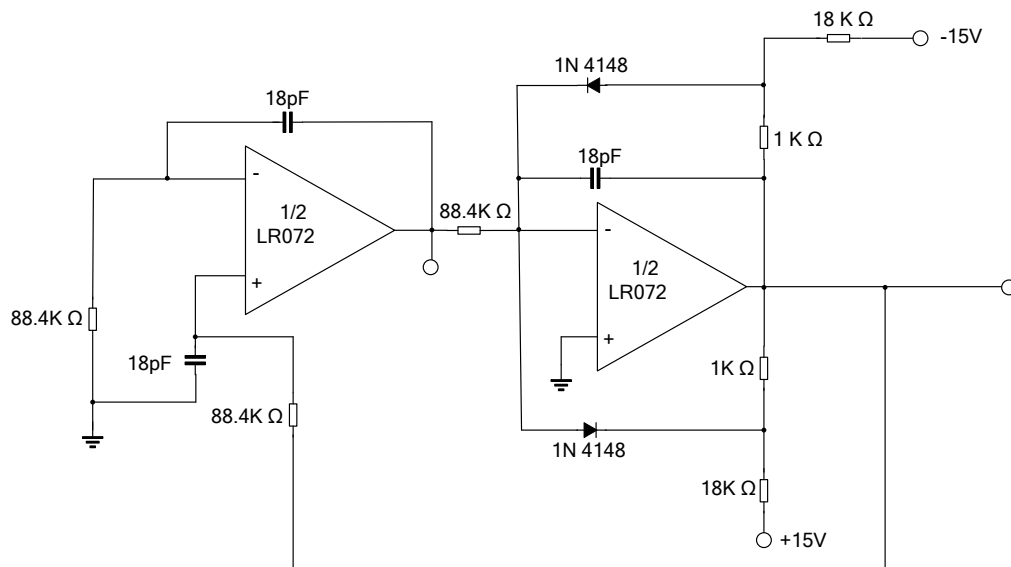 18 K Ω
-15V
1N 4148
18pF
1 K Ω
18pF
-
1/2
LR072
+
88.4K Ω
-
1/2
LR072
+
88.4K Ω
18pF
88.4K Ω
1K Ω
1N 4148
18K Ω
+15V